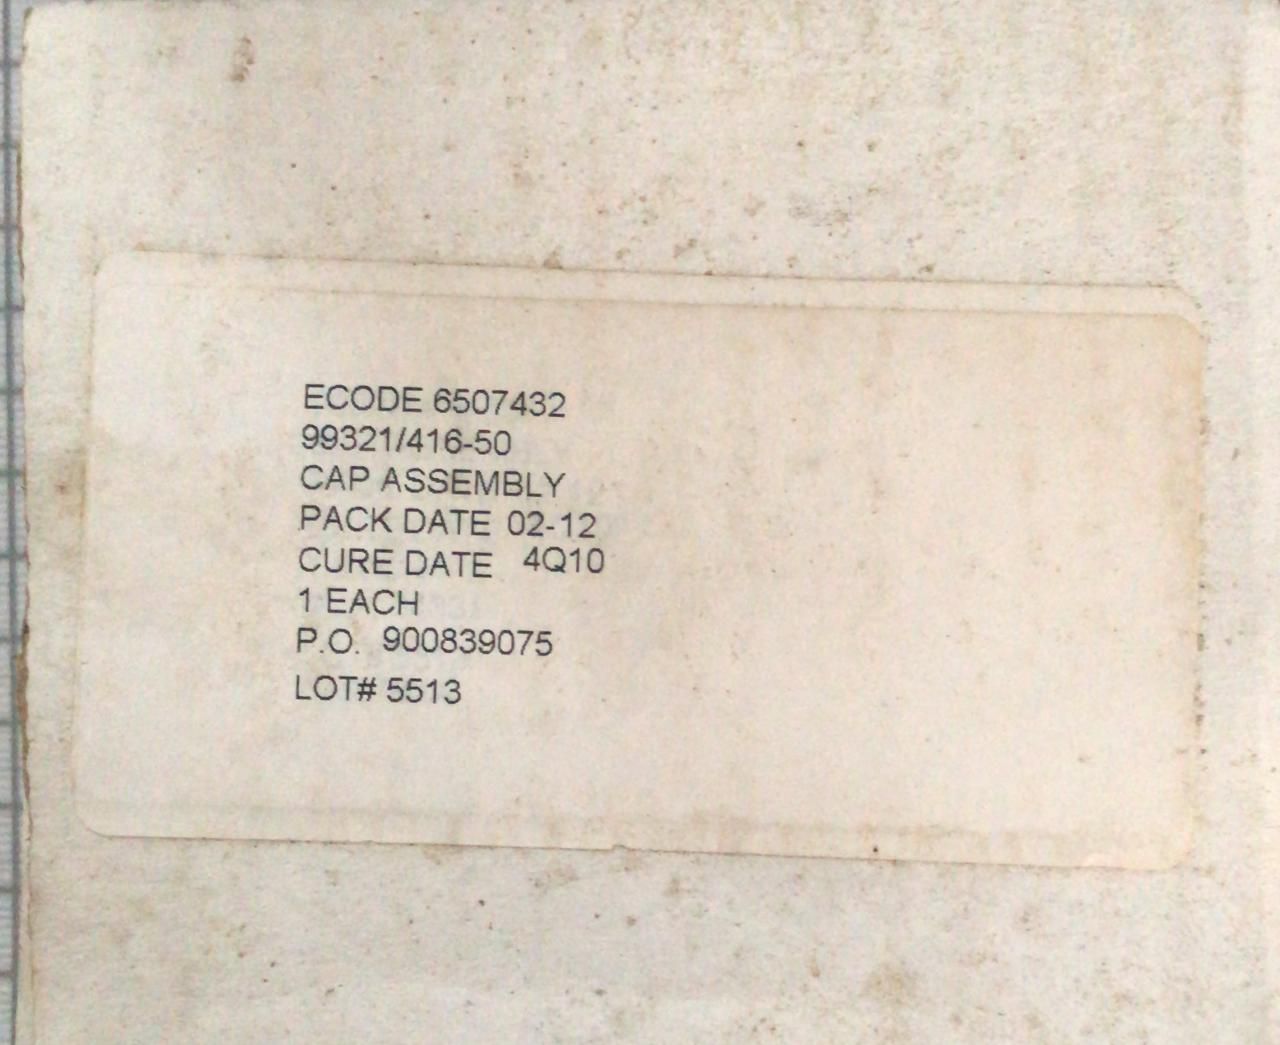 ECODE 6507432
99321/416-50
CAP ASSEMBLY
PACK DATE 02-12
CURE DATE 4Q10
1 EACH
P.O. 900839075
LOT# 5513